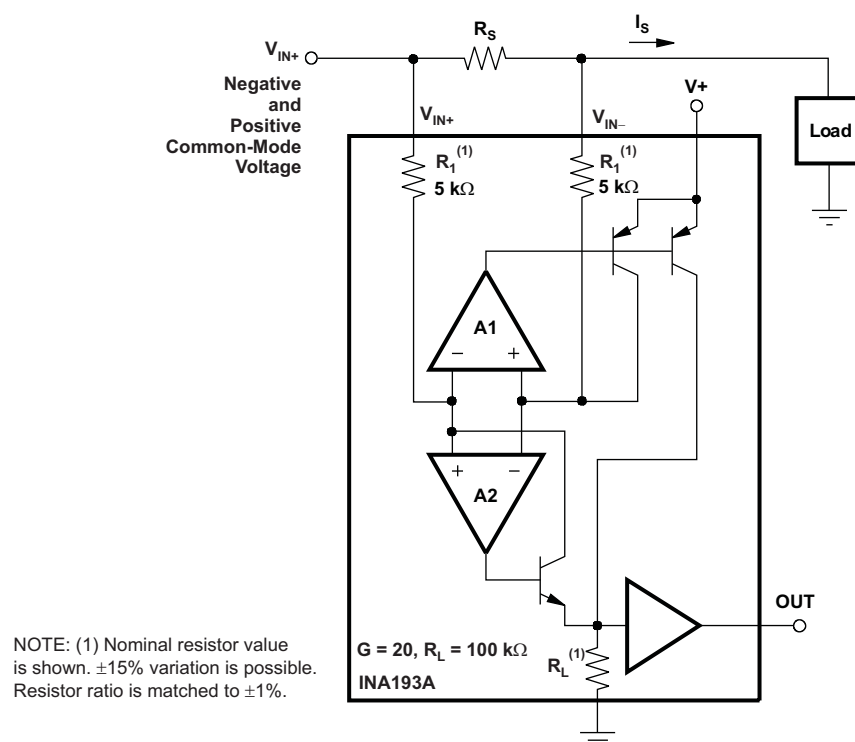 R_S
I_S
V_IN+
Negative
and
Positive
Common-Mode
Voltage
V_IN+
V_IN–
V+
Load
R_1^(1)
5 kΩ
R_1^(1)
5 kΩ
A1
– +
+ –
A2
OUT
G = 20, R_L = 100 kΩ
R_L^(1)
INA193A
NOTE: (1) Nominal resistor value
is shown. ±15% variation is possible.
Resistor ratio is matched to ±1%.